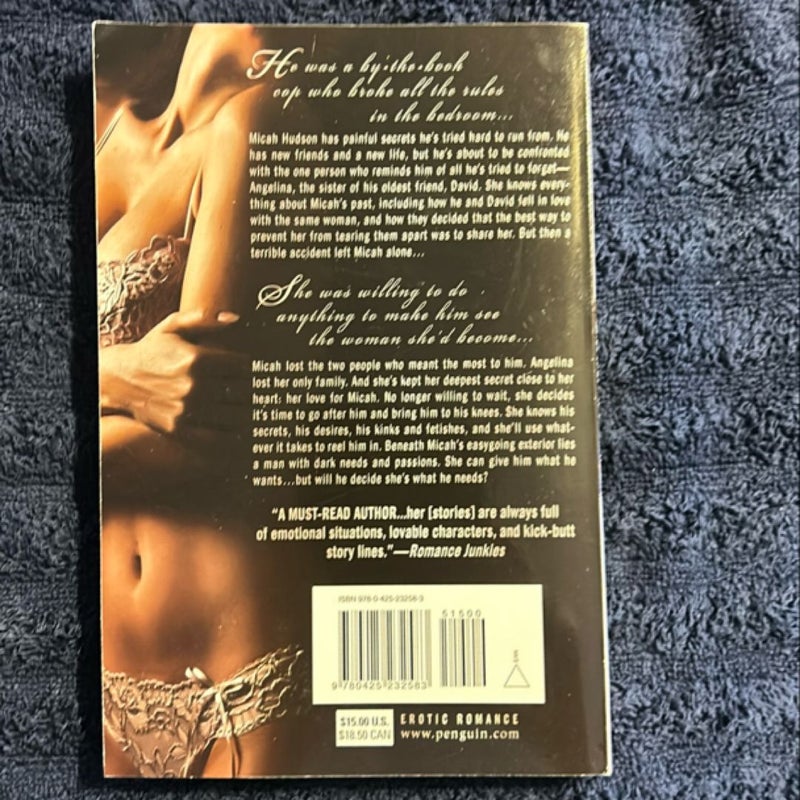 He was a by-the-book
cop who broke all the rules
in the bedroom...
Micah Hudson has painful secrets he's tried hard to run from. He
has new friends and a new life, but he's about to be confronted
with the one person who reminds him of all he's tried to forget—
Angelina, the sister of his oldest friend, David. She knows every-
thing about Micah's past, including how he and David fell in love
with the same woman, and how they decided that the best way to
prevent her from tearing them apart was to share her. But then a
terrible accident left Micah alone...
She was willing to do
anything to make him see
the woman she'd become...
Micah lost the two people who meant the most to him. Angelina
lost her only family. And she's kept her deepest secret close to her
heart: her love for Micah. No longer willing to wait, she decides
it's time to go after him and bring him to his knees. She knows his
secrets, his desires, his kinks and fetishes, and she'll use what-
ever it takes to reel him in. Beneath Micah's easygoing exterior lies
a man with dark needs and passions. She can give him what he
wants...but will he decide she's what he needs?
"A MUST-READ AUTHOR...her [stories] are always full
of emotional situations, lovable characters, and kick-butt
story lines."—Romance Junkies
ISBN 978-0-425-23258-3
51500
9 780425 232583
$15.00 U.S.
$18.50 CAN
EROTIC ROMANCE
www.penguin.com